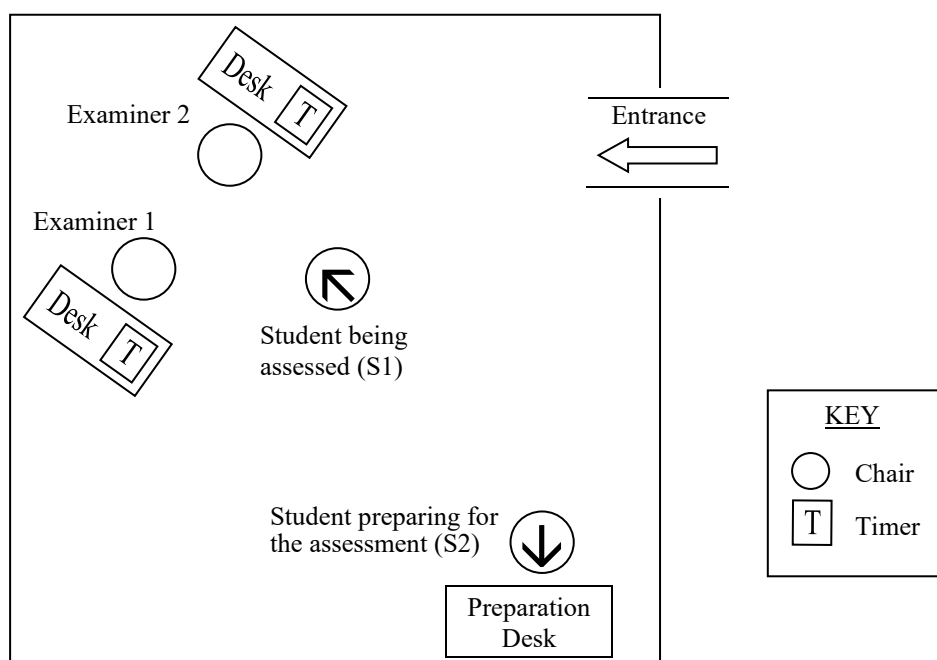 Desk
T
Examiner 2
Entrance
Examiner 1
Desk
T
Student being
assessed (S1)
KEY
Chair
T Timer
Student preparing for
the assessment (S2)
Preparation
Desk